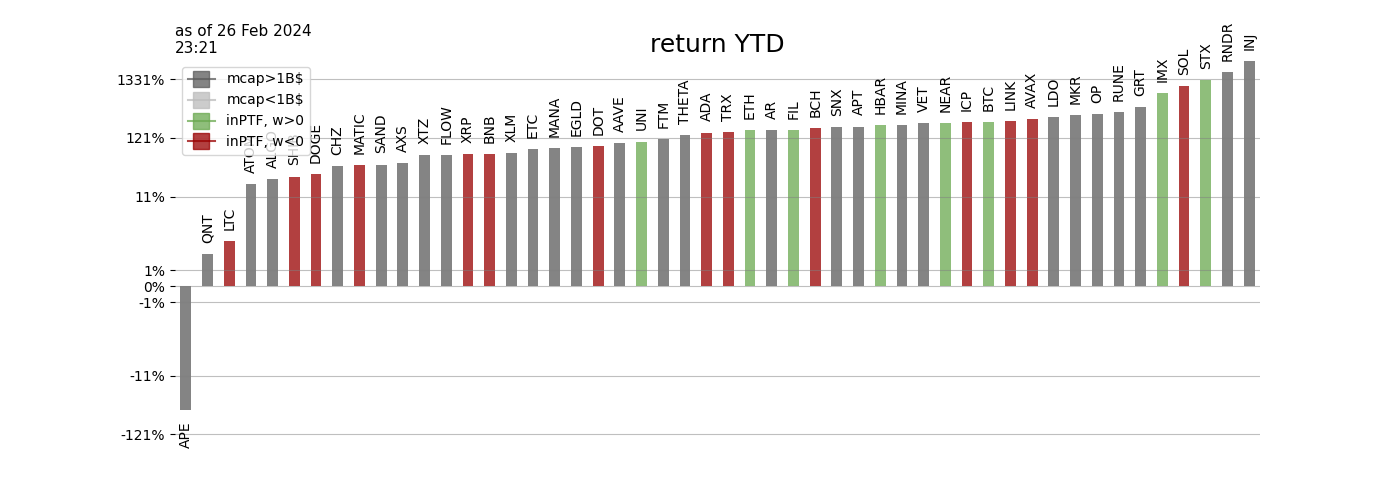 as of 26 Feb 2024
23:21
return YTD
mcap>1B$
mcap<1B$
inPTF, w>0
inPTF, w<0
1331%
121%
11%
1%
0%
-1%
-11%
-121%
APE
QNT
LTC
DOGE
CHZ
MATIC
SAND
AXS
XTZ
FLOW
XRP
BNB
XLM
ETC
MANA
EGLD
DOT
AAVE
UNI
FTM
THETA
ADA
TRX
ETH
AR
FIL
BCH
SNX
APT
HBAR
MINA
VET
NEAR
ICP
BTC
LINK
AVAX
LDO
MKR
OP
RUNE
GRT
IMX
SOL
STX
RNDR
INJ